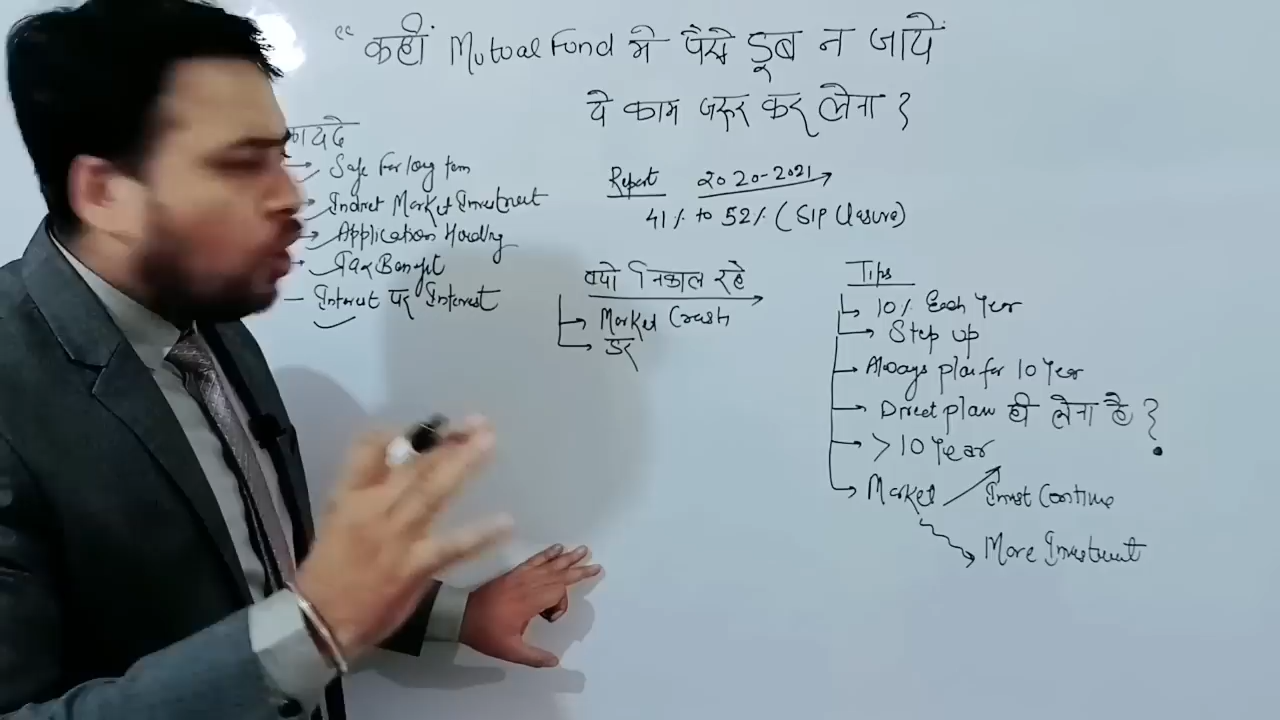 “ कहीं Mutual Fund में पैसे डूब न जाये
ये काम जरूर कर लेना ?
फायदे
Safe For long term
Indirect Market Investment
Application Handling
Tax Benefit
Interest पर Interest
Report 2020-2021
41% to 52% (SIP Closure)
क्यों निकाल रहे
Market Crash
डर
Tips
10% Each Year
Step up
Always plan for 10 Year
Direct plan ही लेना है ?
> 10 Year
Market Invest Continue
More Investment